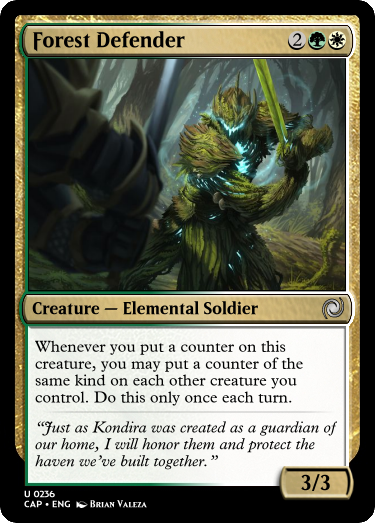 Forest Defender 2
Creature — Elemental Soldier
Whenever you put a counter on this
creature, you may put a counter of the
same kind on each other creature you
control. Do this only once each turn.
“Just as Kondira was created as a guardian of
our home, I will honor them and protect the
haven we’ve built together.”
3/3
U 0236
CAP • ENG Brian Valeza